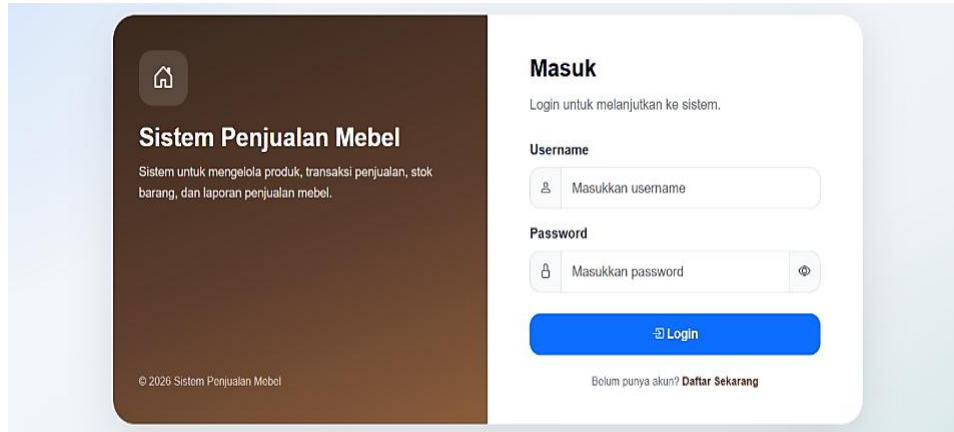 Sistem Penjualan Mebel
Sistem untuk mengelola produk, transaksi penjualan, stok
barang, dan laporan penjualan mebel.
© 2026 Sistem Penjualan Mebel
Masuk
Login untuk melanjutkan ke sistem.
Username
Masukkan username
Password
Masukkan password
Login
Belum punya akun? Daftar Sekarang